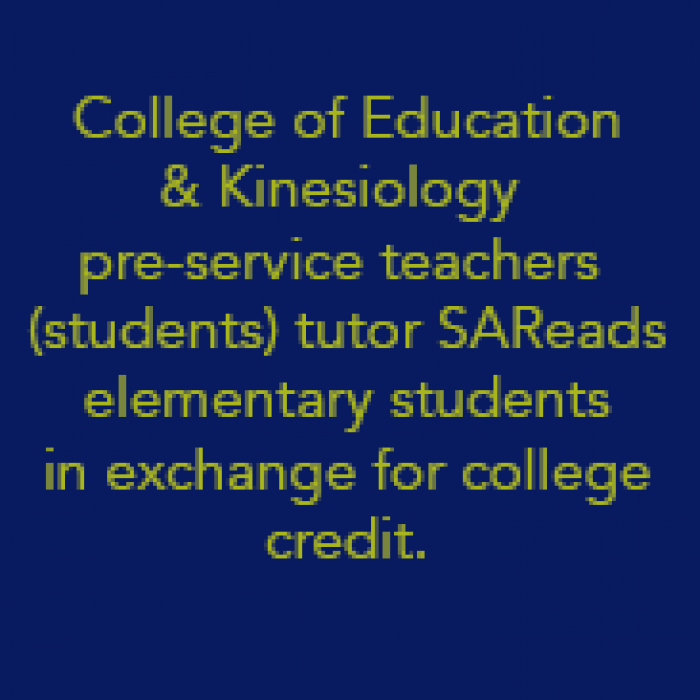 College of Education
& Kinesiology
pre-service teachers
(students) tutor SAReads
elementary students
in exchange for college
credit.